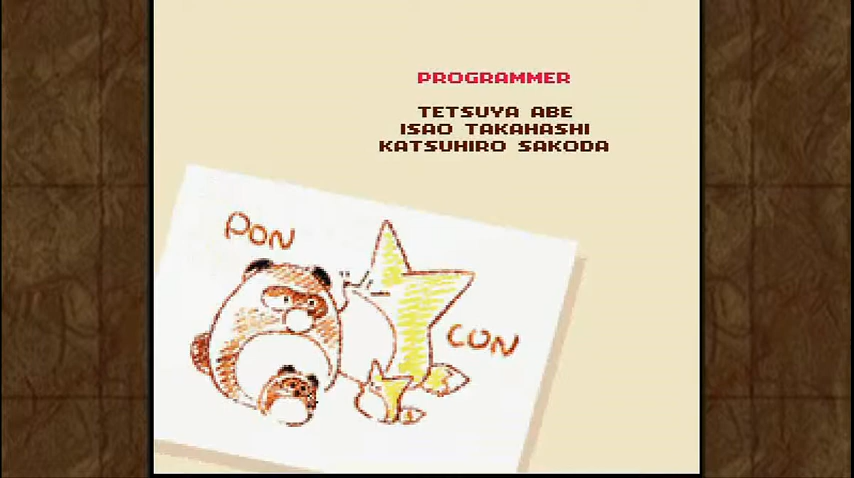 PROGRAMMER
TETSUYA ABE
ISAO TAKAHASHI
KATSUHIRO SAKODA
PON
CON